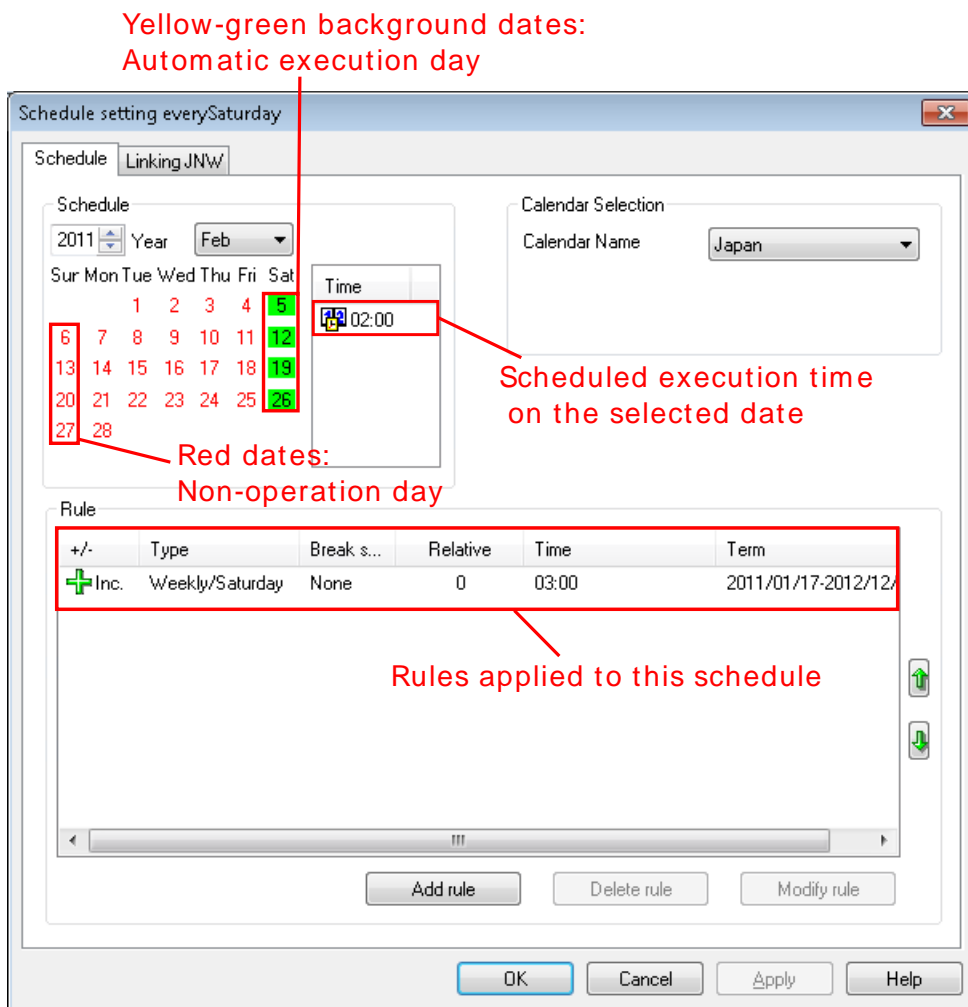 Yellow-green background dates:
Automatic execution day
Schedule setting everySaturday
Schedule Linking JNW
Schedule
2011 Year Feb
Sur Mon Tue Wed Thu Fri Sat
1 2 3 4 5
6 7 8 9 10 11 12
13 14 15 16 17 18 19
20 21 22 23 24 25 26
27 28
Time
02:00
Calendar Selection
Calendar Name Japan
Scheduled execution time
on the selected date
Red dates:
Non-operation day
Rule
+/- Type Break s... Relative Time Term
Inc. Weekly/Saturday None 0 03:00 2011/01/17-2012/12/
Rules applied to this schedule
Add rule Delete rule Modify rule
OK Cancel Apply Help